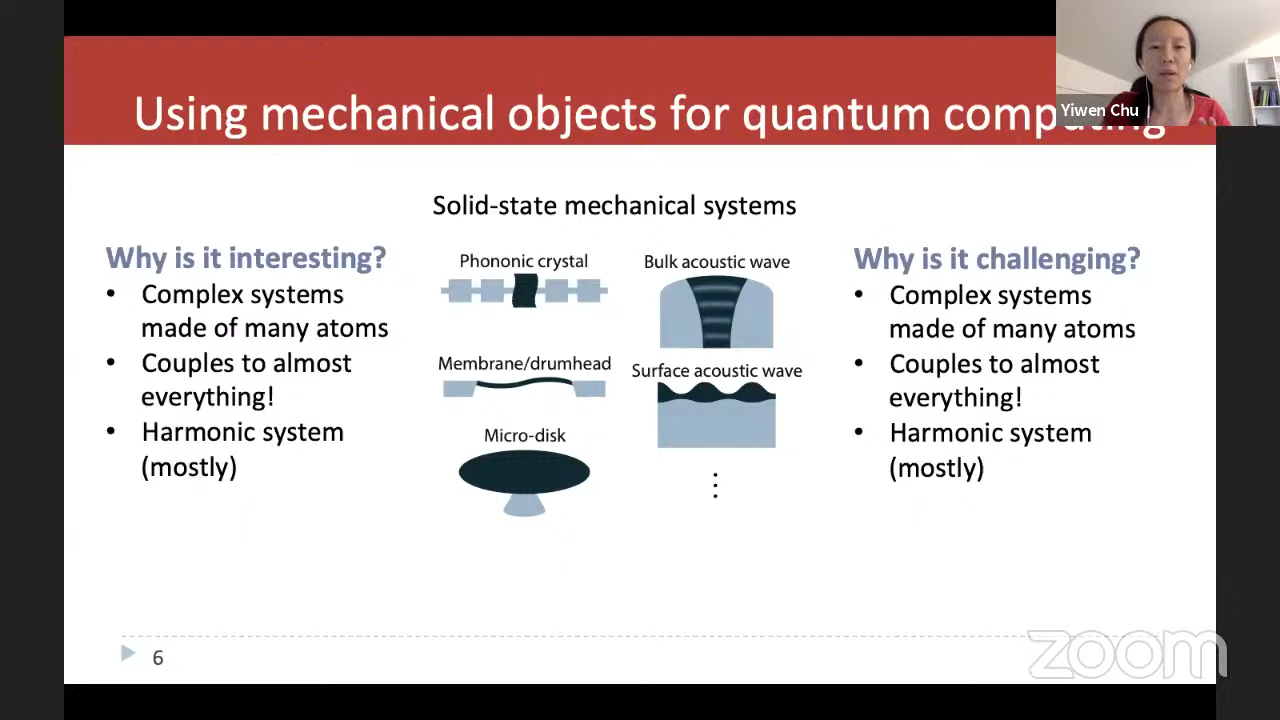 Using mechanical objects for quantum computing
Yiwen Chu
Solid-state mechanical systems
Why is it interesting?
• Complex systems
made of many atoms
• Couples to almost
everything!
• Harmonic system
(mostly)
Phononic crystal
Bulk acoustic wave
Membrane/drumhead
Surface acoustic wave
Micro-disk
Why is it challenging?
• Complex systems
made of many atoms
• Couples to almost
everything!
• Harmonic system
(mostly)
6
zoom